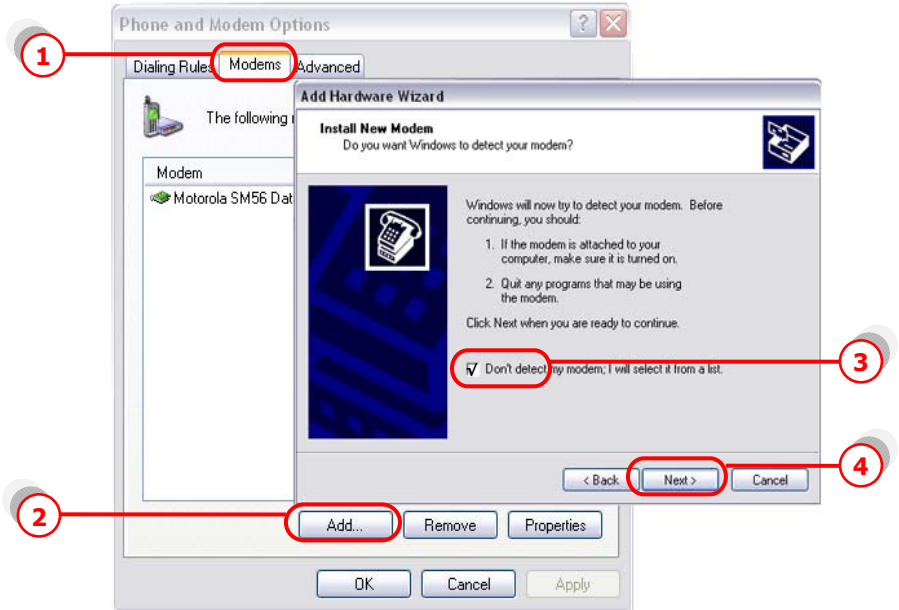 Phone and Modem Options
1
Dialing Rules Modems Advanced
The following
Modem
Motorola SM56 Dat
Add Hardware Wizard
Install New Modem
Do you want Windows to detect your modem?
Windows will now try to detect your modem. Before
continuing, you should:
1. If the modem is attached to your
computer, make sure it is turned on.
2. Quit any programs that may be using
the modem.
Click Next when you are ready to continue.
Don't detect my modem; I will select it from a list.
3
< Back Next > Cancel
4
2
Add... Remove Properties
OK Cancel Apply